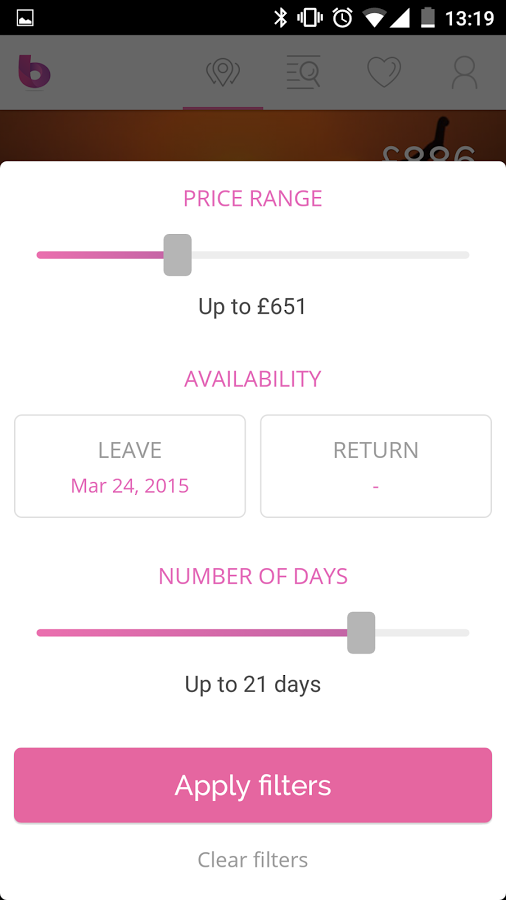 13:19
£886
PRICE RANGE
Up to £651
AVAILABILITY
LEAVE
Mar 24, 2015
RETURN
-
NUMBER OF DAYS
Up to 21 days
Apply filters
Clear filters